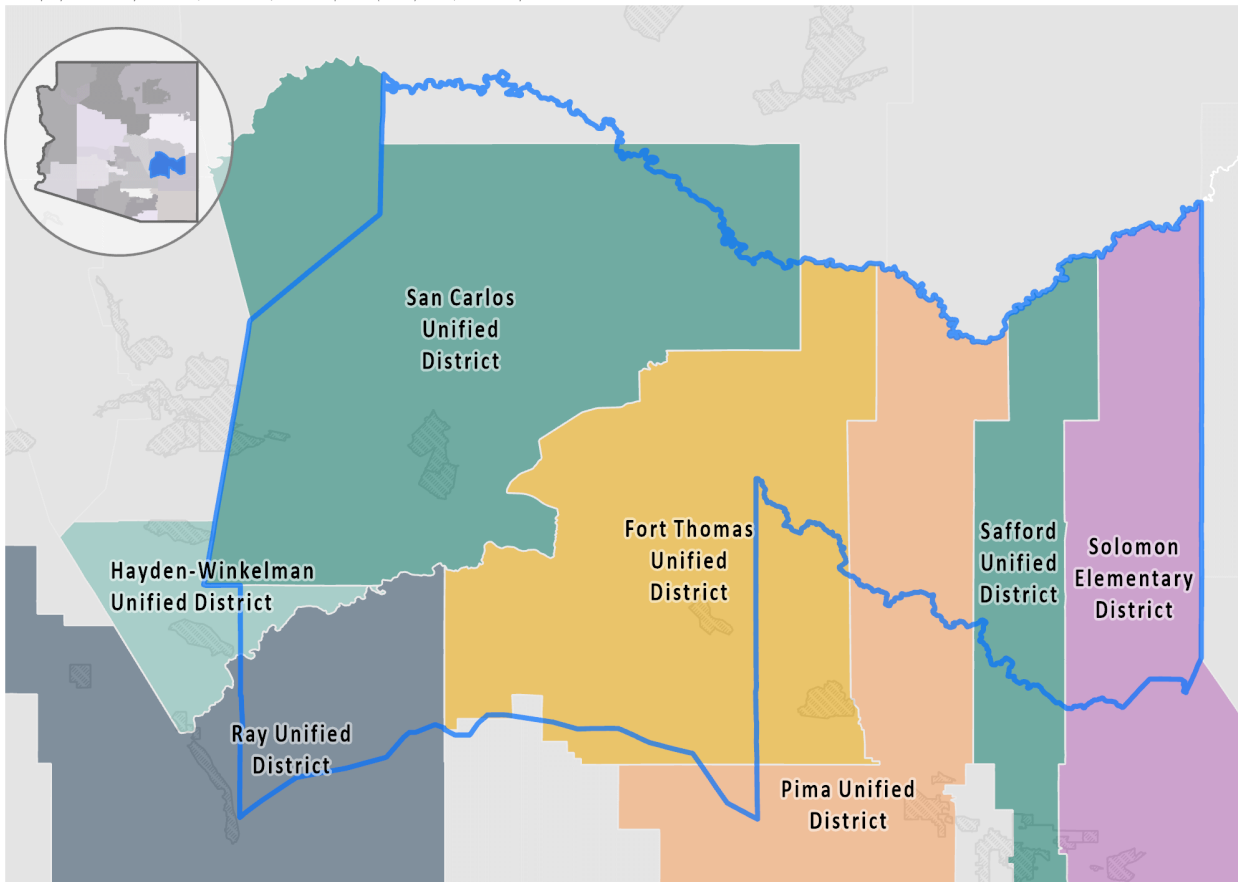 San Carlos
Unified
District
Fort Thomas
Unified
District
Safford
Unified
District
Solomon
Elementary
District
Hayden-Winkelman
Unified District
Ray Unified
District
Pima Unified
District